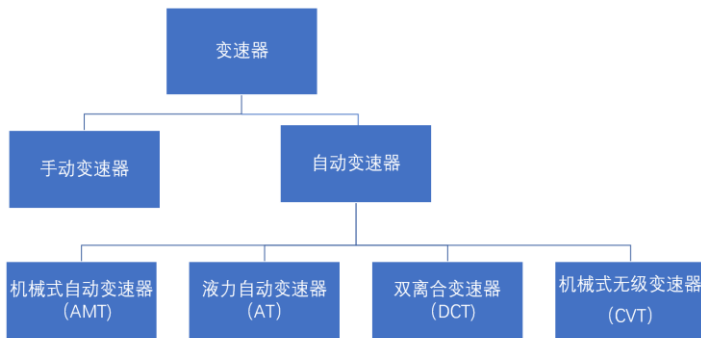 变速器
手动变速器
自动变速器
机械式自动变速器
（AMT)
液力自动变速器
（AT）
双离合变速器
（DCT）
机械式无级变速器
（CVT）